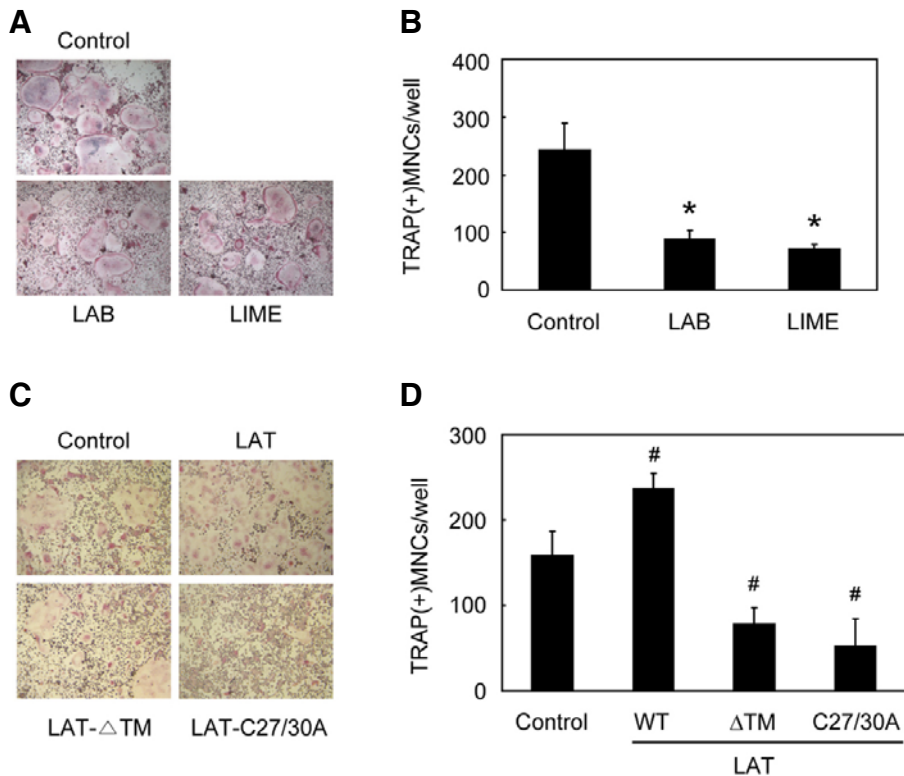 A
Control
LAB LIME
B
TRAP(+)MNCs/well
400
300
200
100
0
* *
Control LAB LIME
C
Control LAT
LAT-△TM LAT-C27/30A
D
TRAP(+)MNCs/well
300
200
100
0
# # #
Control WT ΔTM C27/30A
LAT